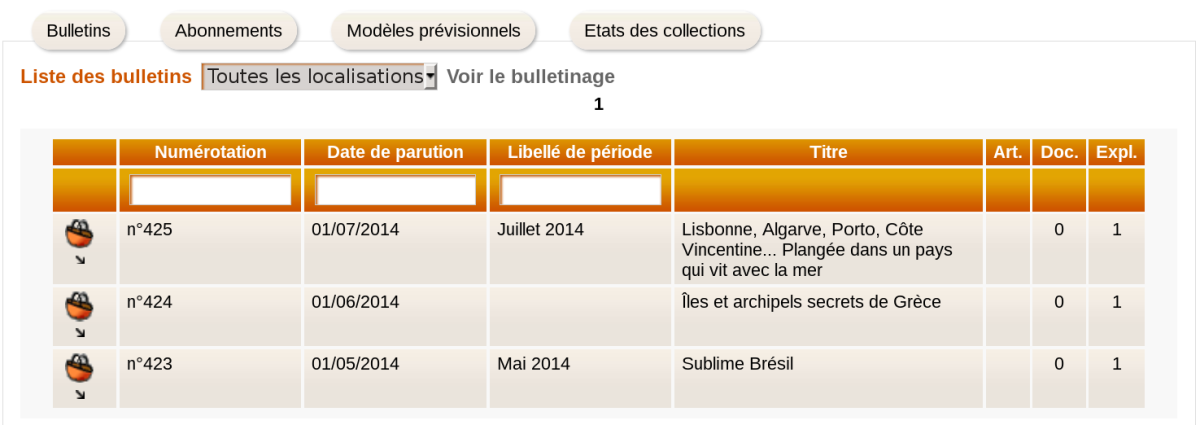 Bulletins Abonnements Modèles prévisionnels Etats des collections
Liste des bulletins Toutes les localisations Voir le bulletinage
1
Numérotation Date de parution Libellé de période Titre Art. Doc. Expl.
n°425 01/07/2014 Juillet 2014 Lisbonne, Algarve, Porto, Côte 0 1
Vincentine... Plangée dans un pays
qui vit avec la mer
n°424 01/06/2014 Îles et archipels secrets de Grèce 0 1
n°423 01/05/2014 Mai 2014 Sublime Brésil 0 1